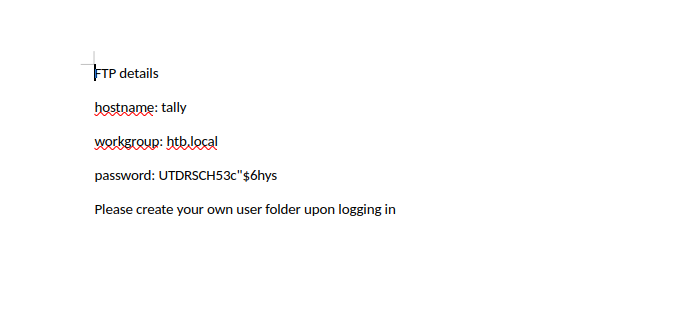 FTP details
hostname: tally
workgroup: htb.local
password: UTDRSCH53c"$6hys
Please create your own user folder upon logging in